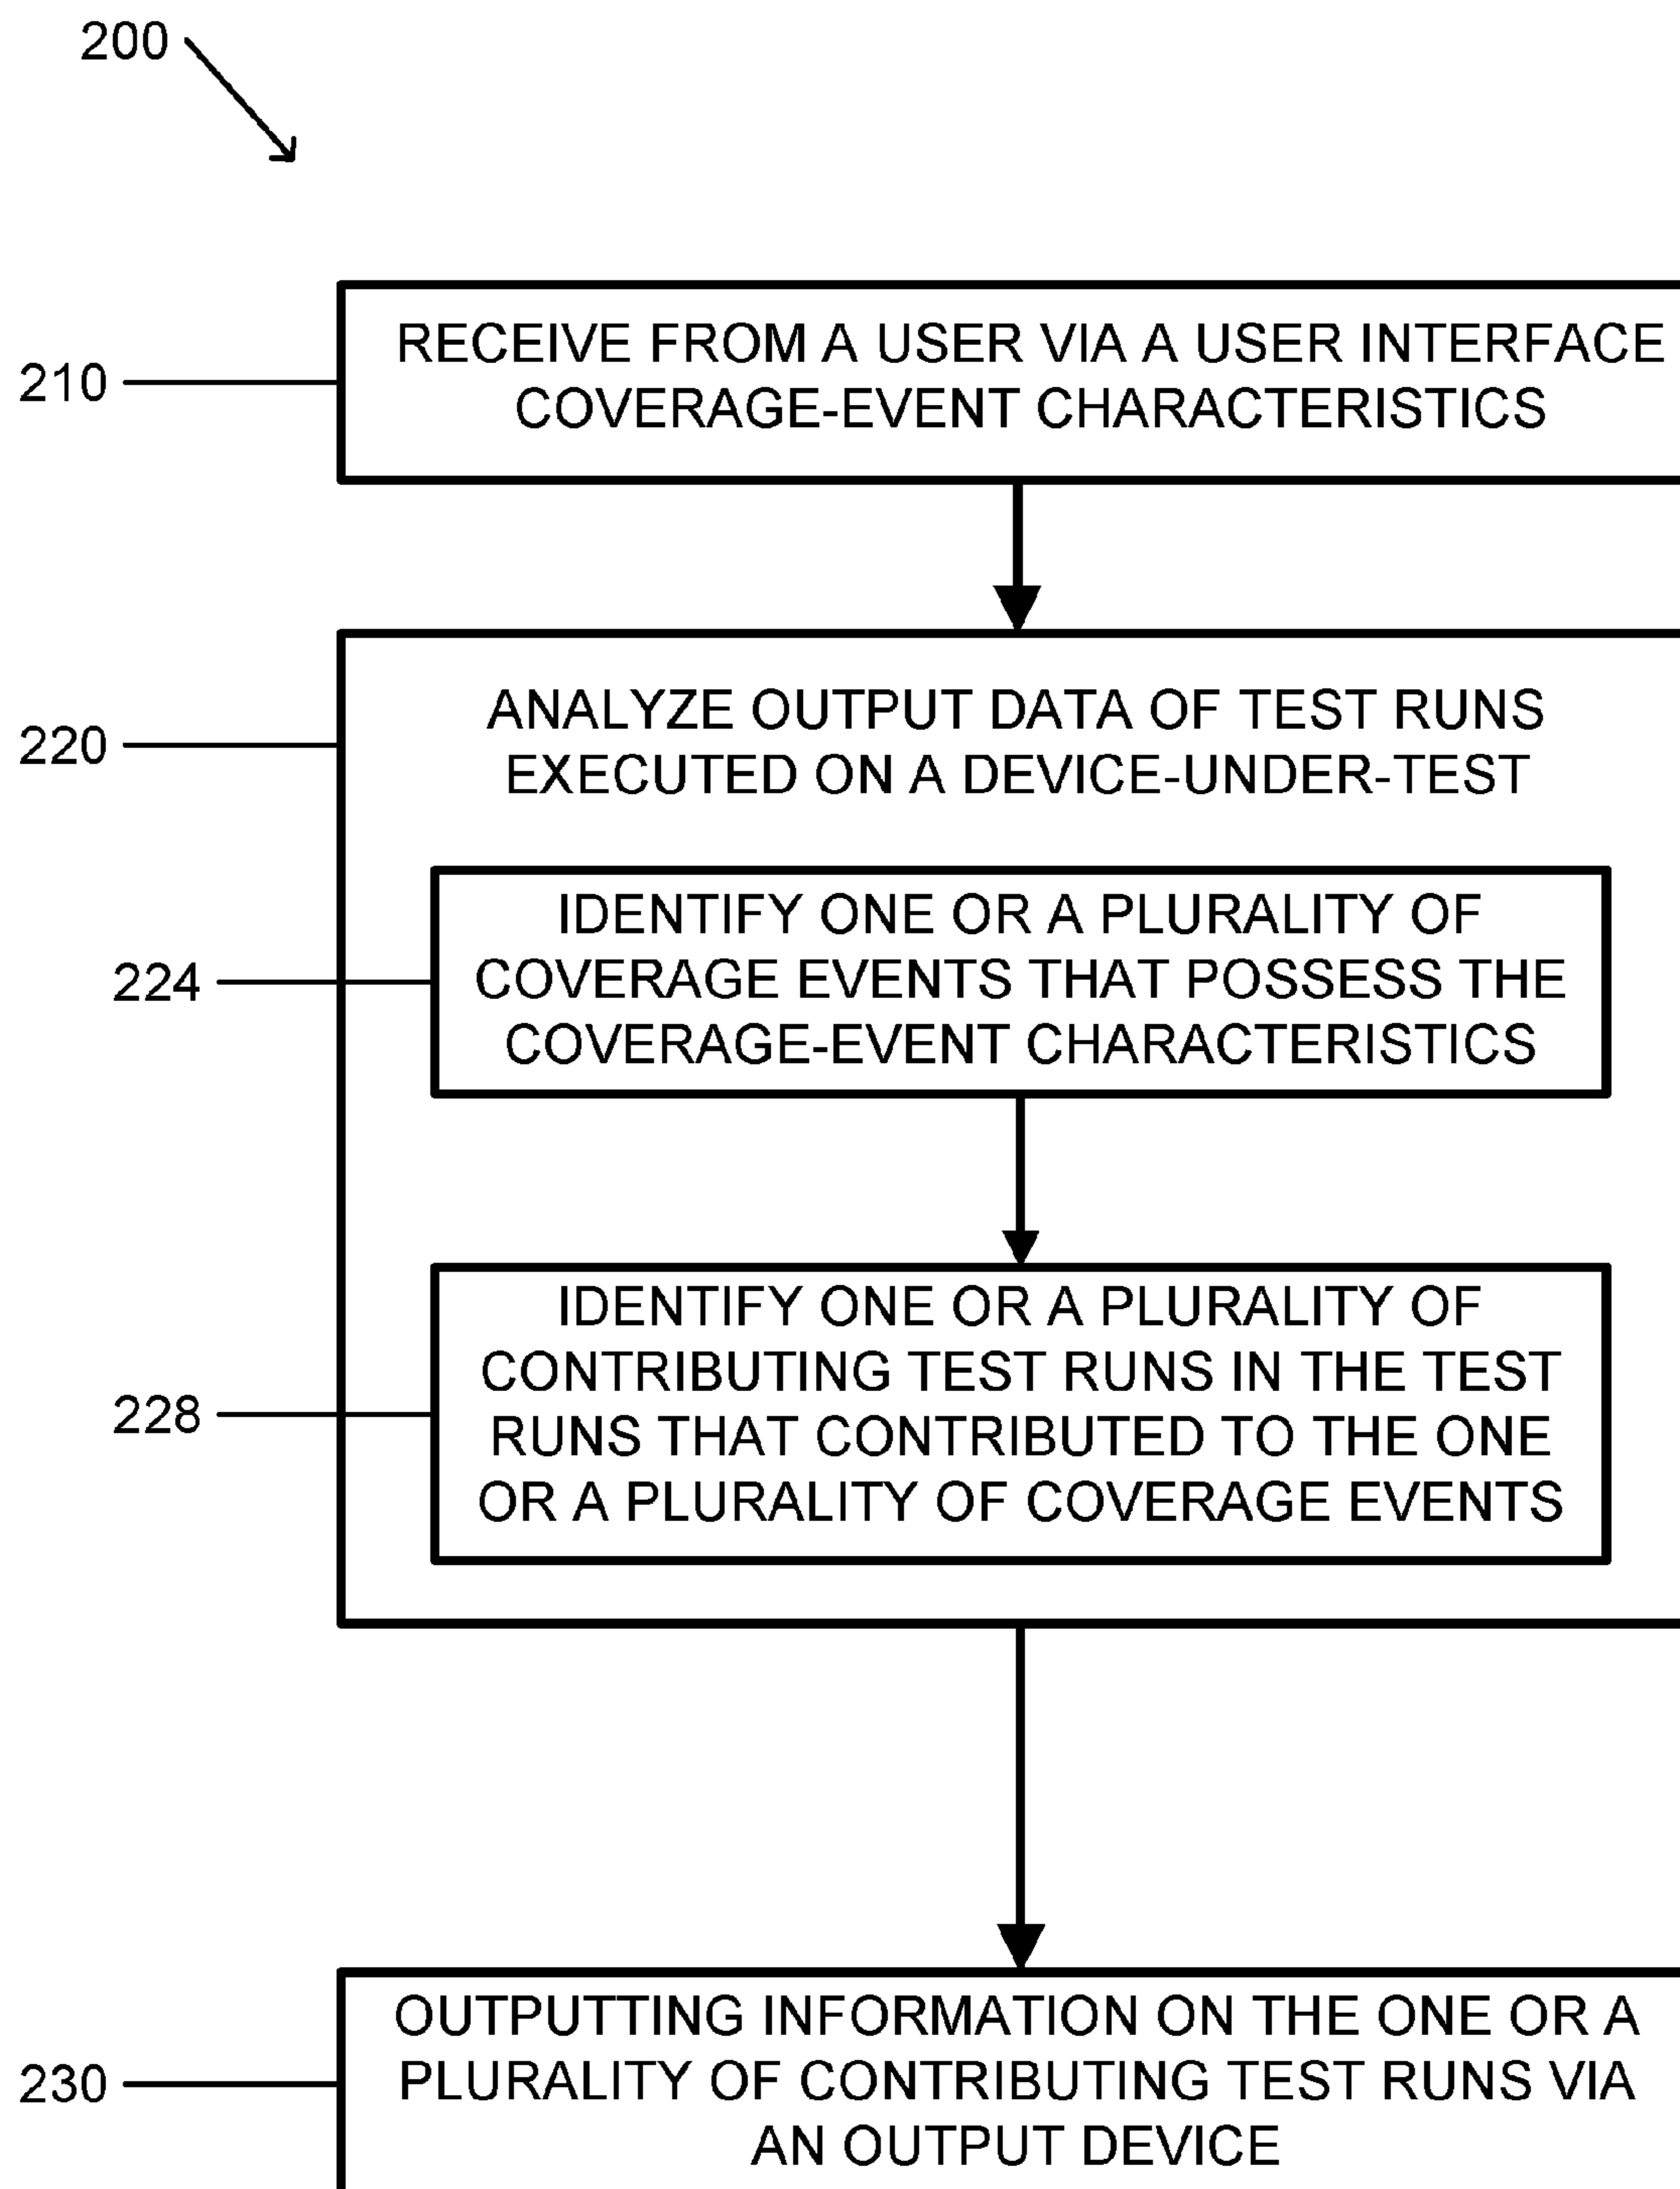 200
210
RECEIVE FROM A USER VIA A USER INTERFACE
COVERAGE-EVENT CHARACTERISTICS
220
ANALYZE OUTPUT DATA OF TEST RUNS
EXECUTED ON A DEVICE-UNDER-TEST
224
IDENTIFY ONE OR A PLURALITY OF
COVERAGE EVENTS THAT POSSESS THE
COVERAGE-EVENT CHARACTERISTICS
228
IDENTIFY ONE OR A PLURALITY OF
CONTRIBUTING TEST RUNS IN THE TEST
RUNS THAT CONTRIBUTED TO THE ONE
OR A PLURALITY OF COVERAGE EVENTS
230
OUTPUTTING INFORMATION ON THE ONE OR A
PLURALITY OF CONTRIBUTING TEST RUNS VIA
AN OUTPUT DEVICE